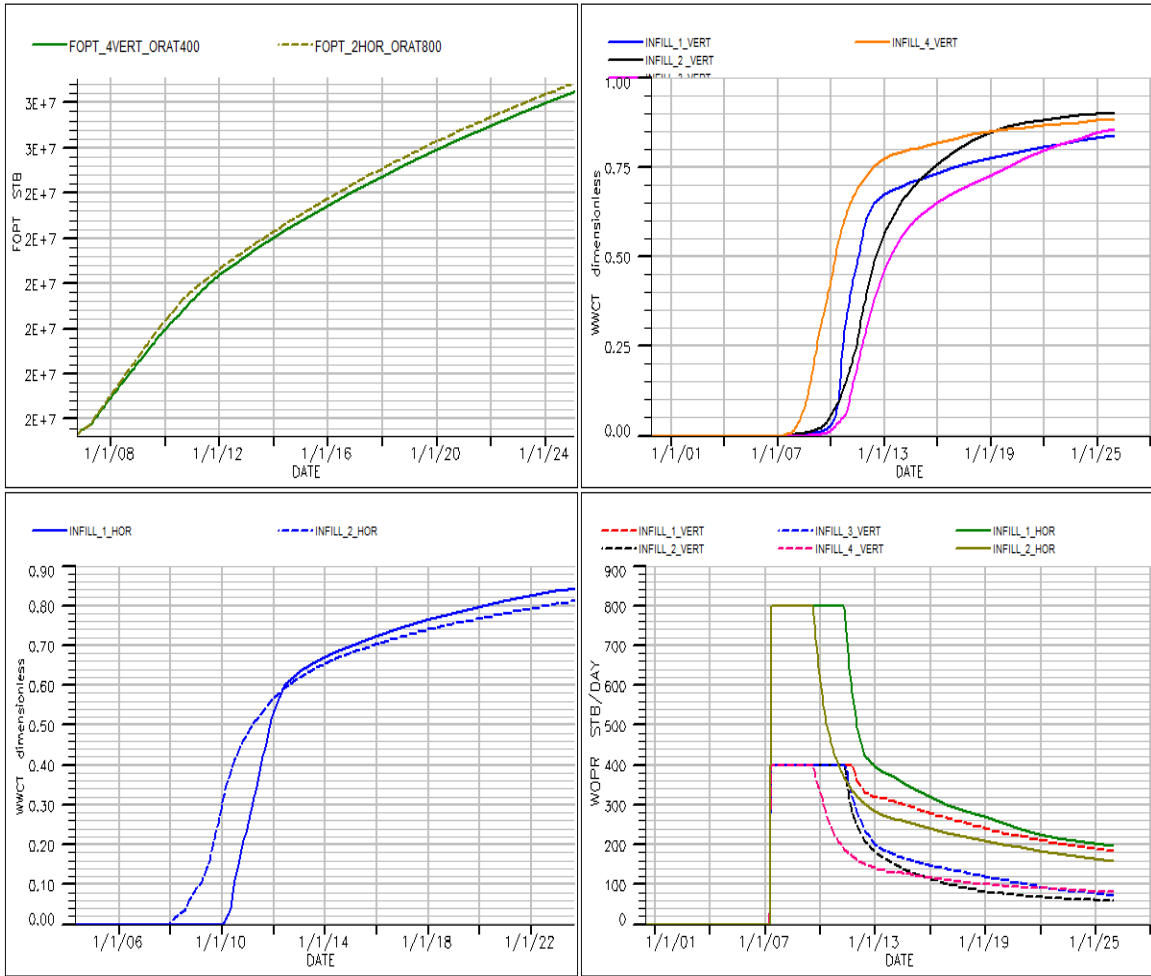 FOPT_4VERT_ORAT400 FOPT_2HOR_ORAT800
3E+7
3E+7
2E+7
2E+7
2E+7
2E+7
2E+7
2E+7
FOPT STB
1/1/08 1/1/12 1/1/16 1/1/20 1/1/24
DATE
INFILL_1_VERT INFILL_4_VERT
INFILL_2_VERT
INFILL_3_VERT
1.00
0.75
0.50
0.25
0.00
WWCT dimensionless
1/1/01 1/1/07 1/1/13 1/1/19 1/1/25
DATE
INFILL_1_HOR INFILL_2_HOR
0.90
0.80
0.70
0.60
0.50
0.40
0.30
0.20
0.10
0.00
WWCT dimensionless
1/1/06 1/1/10 1/1/14 1/1/18 1/1/22
DATE
INFILL_1_VERT INFILL_3_VERT INFILL_1_HOR
INFILL_2_VERT INFILL_4_VERT INFILL_2_HOR
900
800
700
600
500
400
300
200
100
0
WOPR STB/DAY
1/1/01 1/1/07 1/1/13 1/1/19 1/1/25
DATE